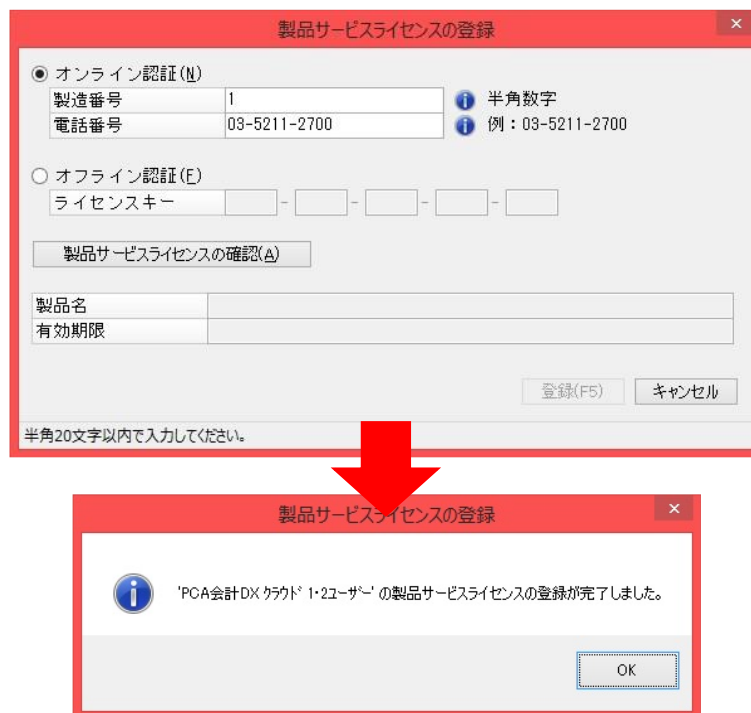 製品サービスライセンスの登録
×
オンライン認証(N)
製造番号 1 半角数字
電話番号 03-5211-2700 例：03-5211-2700
オフライン認証(F)
ライセンスキー - - - -
製品サービスライセンスの確認(A)
製品名
有効期限
登録(F5) キャンセル
半角20文字以内で入力してください。
製品サービスライセンスの登録
×
'PCA会計DX クラウド 1・2ユーザー' の製品サービスライセンスの登録が完了しました。
OK